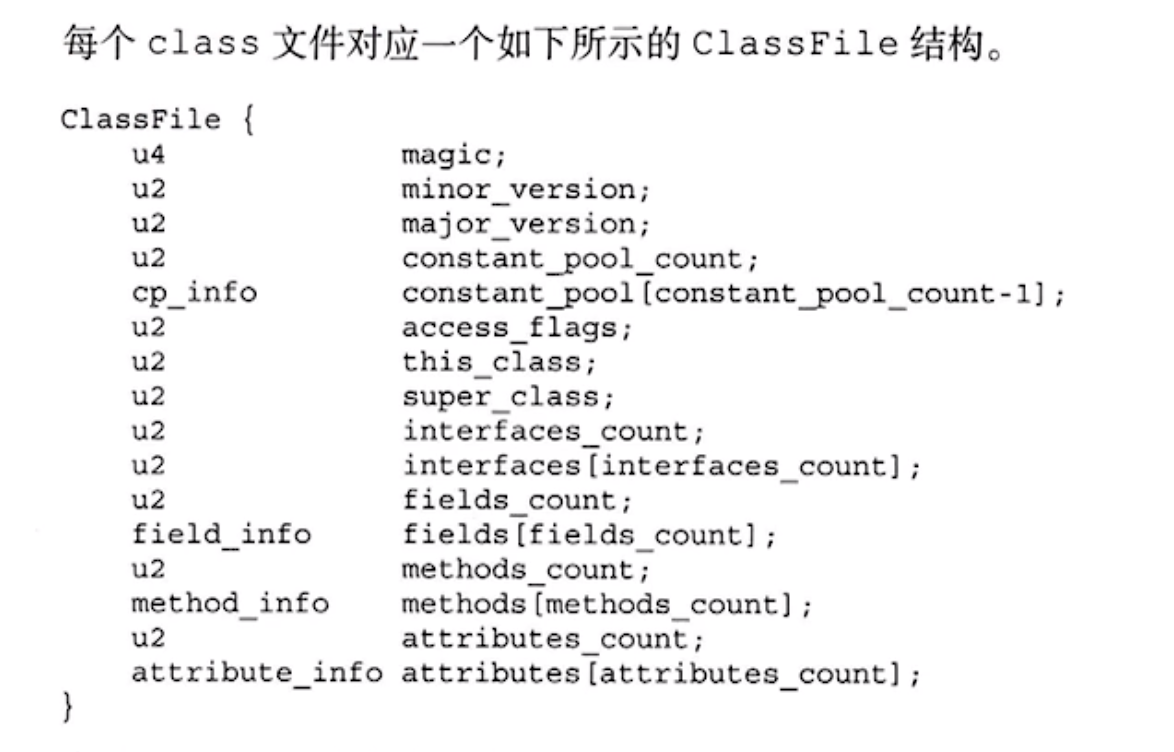 每个 class 文件对应一个如下所示的 ClassFile 结构。
ClassFile {
u4 magic;
u2 minor_version;
u2 major_version;
u2 constant_pool_count;
cp_info constant_pool[constant_pool_count-1];
u2 access_flags;
u2 this_class;
u2 super_class;
u2 interfaces_count;
u2 interfaces[interfaces_count];
u2 fields_count;
field_info fields[fields_count];
u2 methods_count;
method_info methods[methods_count];
u2 attributes_count;
attribute_info attributes[attributes_count];
}